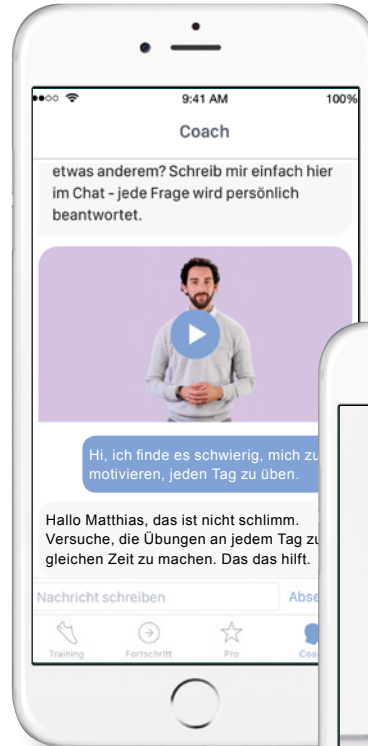 9:41 AM
100%
Coach
etwas anderem? Schreib mir einfach hier
im Chat - jede Frage wird persönlich
beantwortet.
Hi, ich finde es schwierig, mich zu
motivieren, jeden Tag zu üben.
Hallo Matthias, das ist nicht schlimm.
Versuche, die Übungen an jedem Tag zu
gleichen Zeit zu machen. Das das hilft.
Nachricht schreiben
Abse
Training
Fortschritt
Pro
Coa